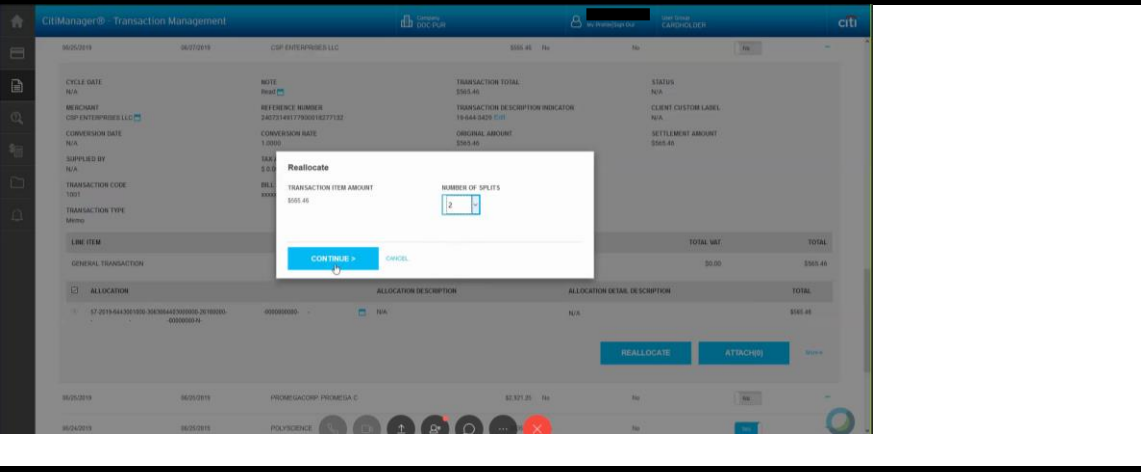 CitiManager® - Transaction Management
Company
DOC PUR
User Group
CARDHOLDER
citi
06/25/2019 06/27/2019 CSP ENTERPRISES LLC $565.46 No No No
CYCLE DATE NOTE TRANSACTION TOTAL STATUS
N/A Read $565.46 N/A
MERCHANT REFERENCE NUMBER TRANSACTION DESCRIPTION INDICATOR CLIENT CUSTOM LABEL
CSP ENTERPRISES LLC N/A
CONVERSION DATE CONVERSION RATE ORIGINAL AMOUNT SETTLEMENT AMOUNT
N/A 1.0000 $565.46 $565.46
SUPPLIED BY TAX
N/A
TRANSACTION CODE BILL
1001
TRANSACTION TYPE
Memo
Reallocate
TRANSACTION ITEM AMOUNT NUMBER OF SPLITS
$565.46 2
CONTINUE > CANCEL
LINE ITEM TOTAL VAT TOTAL
GENERAL TRANSACTION $0.00 $565.46
ALLOCATION ALLOCATION DESCRIPTION ALLOCATION DETAIL DESCRIPTION TOTAL
N/A N/A $565.46
REALLOCATE ATTACH(0)
06/25/2019 06/26/2019 PROMEGACORP PROMEGA C No No No
06/24/2019 06/25/2019 POLYSCIENCE No Yes